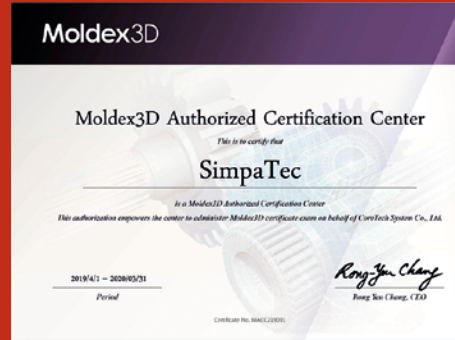 Moldex3D
Moldex3D Authorized Certification Center
This is to certify that
SimpaTec
is a Moldex3D Authorized Certification Center
This authorization empowers the center to administer Moldex3D certificate exam on behalf of CoreTech System Co., Ltd.
Rong-Yeu Chang
2019/4/1 – 2020/03/31
Period
Rong Yeu Chang, CEO
Certificate No.